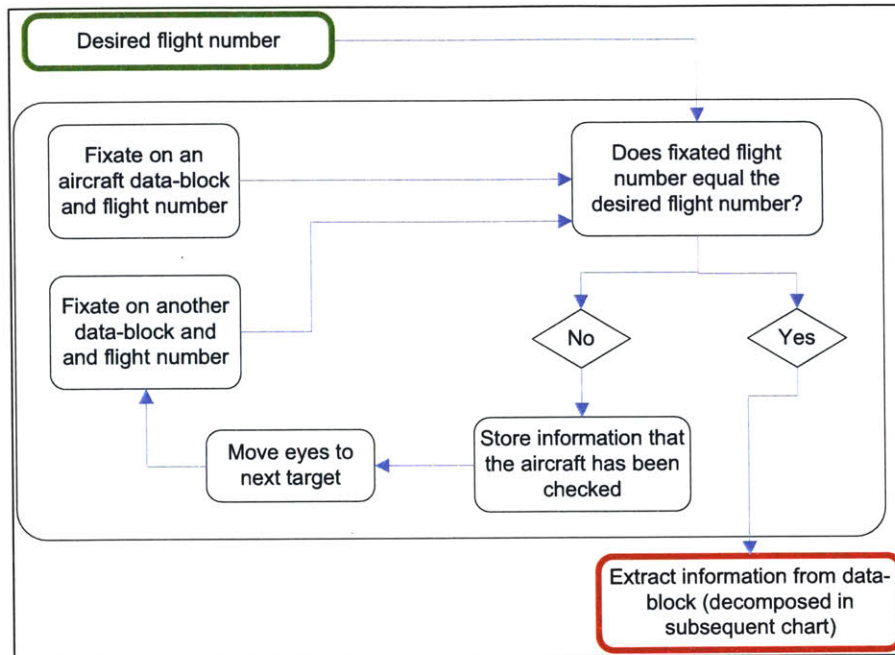 Desired flight number
Fixate on an
aircraft data-block
and flight number
Does fixated flight
number equal the
desired flight number?
Fixate on another
data-block and
and flight number
No
Yes
Move eyes to
next target
Store information that
the aircraft has been
checked
Extract information from data-
block (decomposed in
subsequent chart)